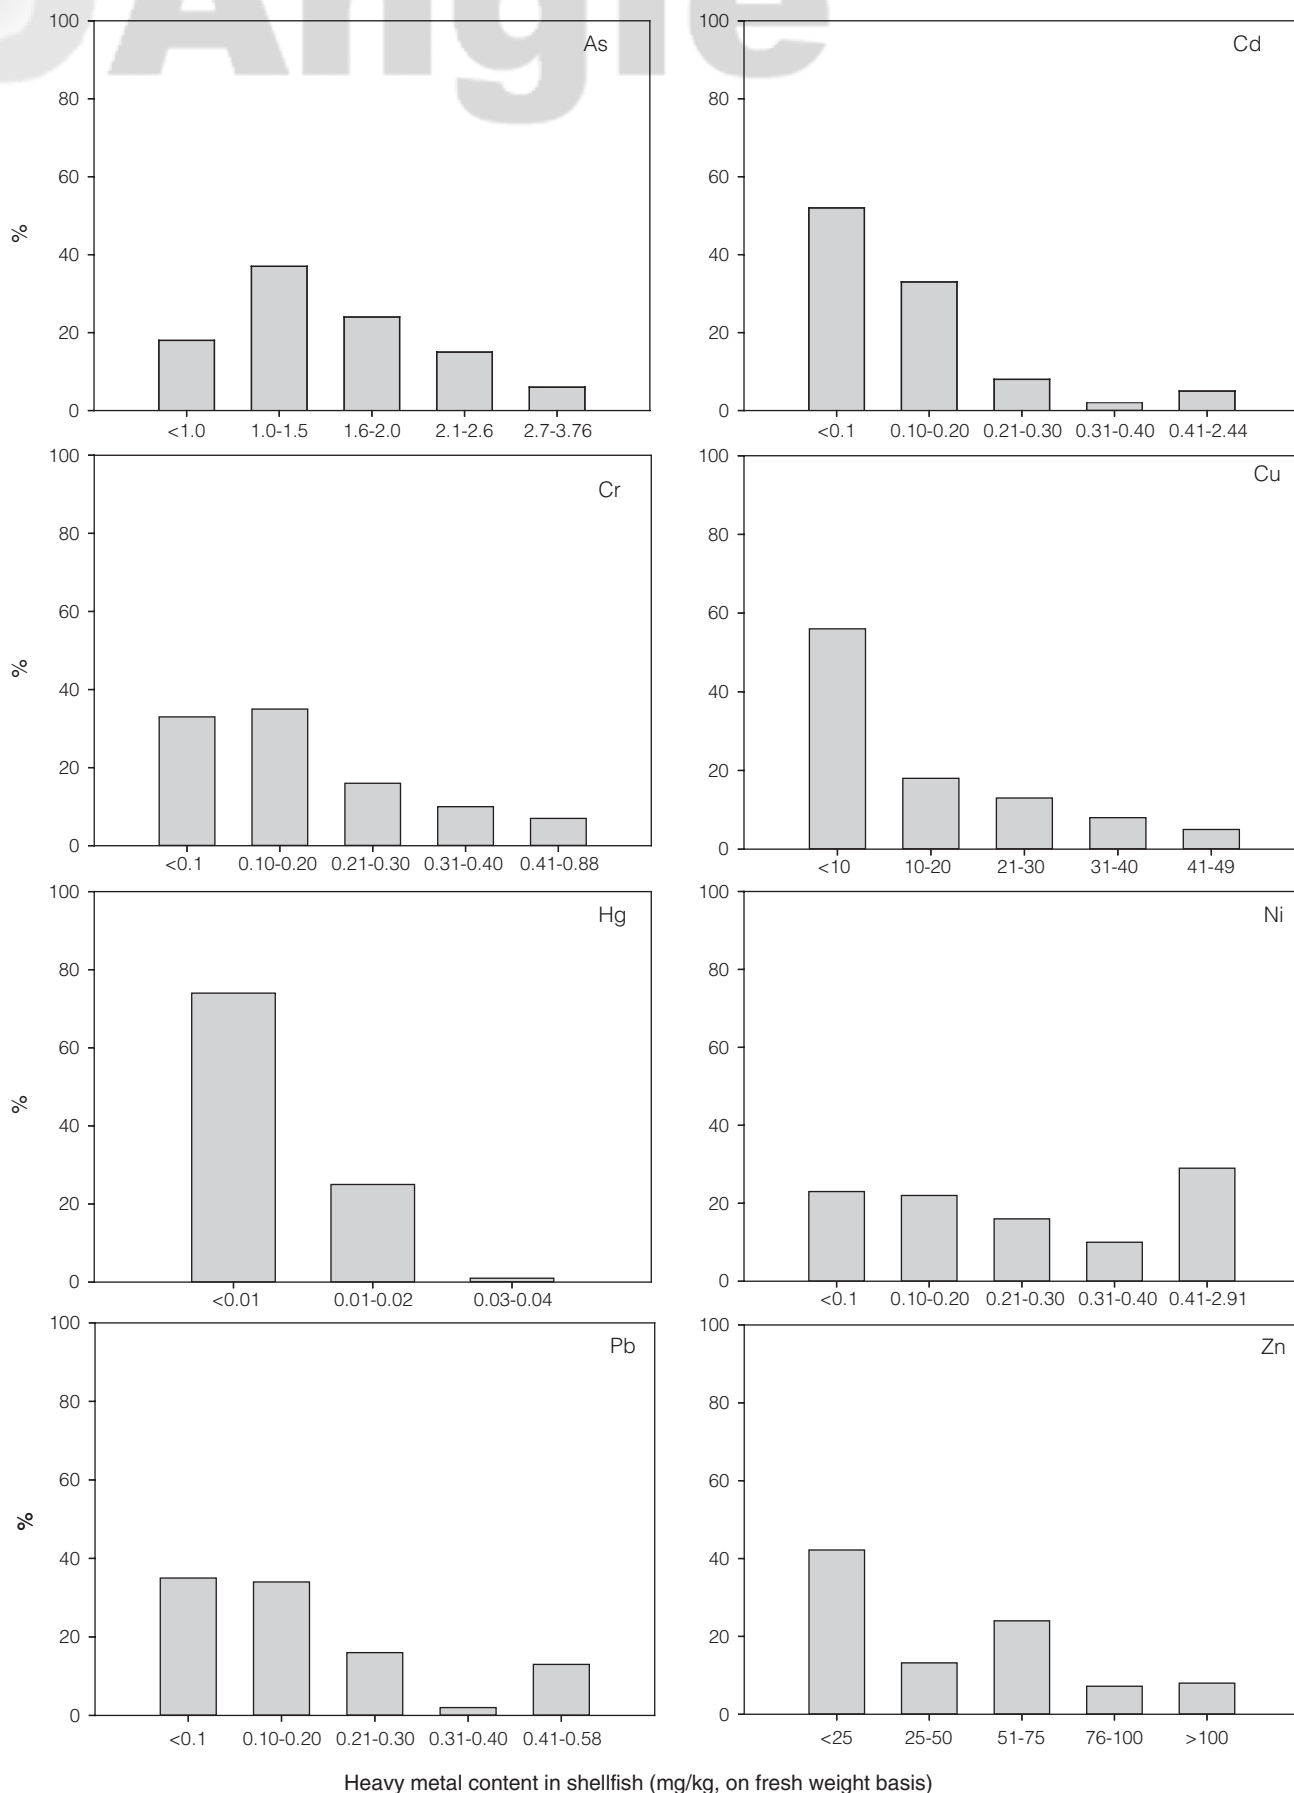 Angle
100
As
80
60
40
20
0
%
<1.0 1.0-1.5 1.6-2.0 2.1-2.6 2.7-3.76
100
Cd
80
60
40
20
0
<0.1 0.10-0.20 0.21-0.30 0.31-0.40 0.41-2.44
100
Cr
80
60
40
20
0
%
<0.1 0.10-0.20 0.21-0.30 0.31-0.40 0.41-0.88
100
Cu
80
60
40
20
0
<10 10-20 21-30 31-40 41-49
100
Hg
80
60
40
20
0
%
<0.01 0.01-0.02 0.03-0.04
100
Ni
80
60
40
20
0
<0.1 0.10-0.20 0.21-0.30 0.31-0.40 0.41-2.91
100
Pb
80
60
40
20
0
%
<0.1 0.10-0.20 0.21-0.30 0.31-0.40 0.41-0.58
100
Zn
80
60
40
20
0
<25 25-50 51-75 76-100 >100
Heavy metal content in shellfish (mg/kg, on fresh weight basis)